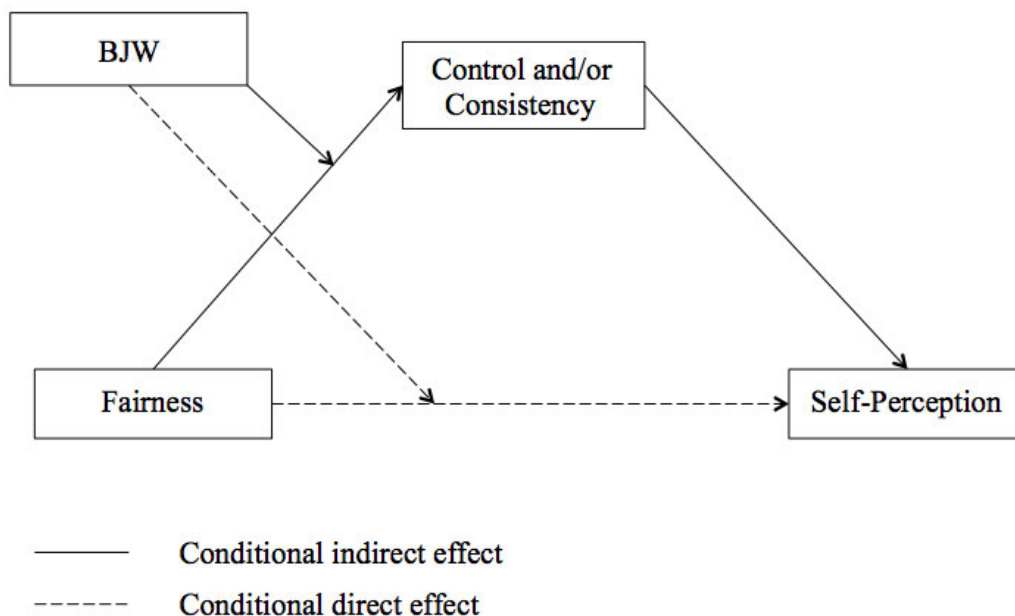 BJW
Control and/or
Consistency
Fairness
Self-Perception
Conditional indirect effect
Conditional direct effect